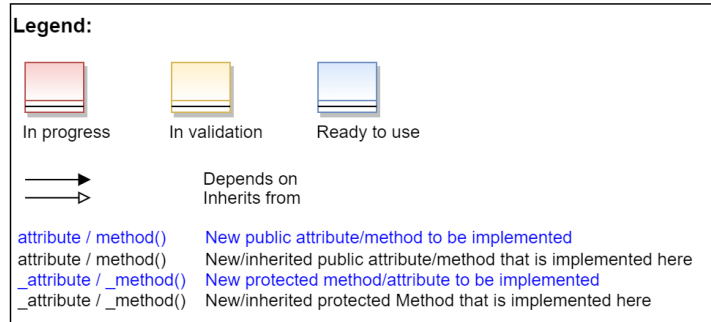 Legend:
In progress In validation Ready to use
Depends on
Inherits from
attribute / method() New public attribute/method to be implemented
attribute / method() New/inherited public attribute/method that is implemented here
_attribute / _method() New protected method/attribute to be implemented
_attribute / _method() New/inherited protected Method that is implemented here